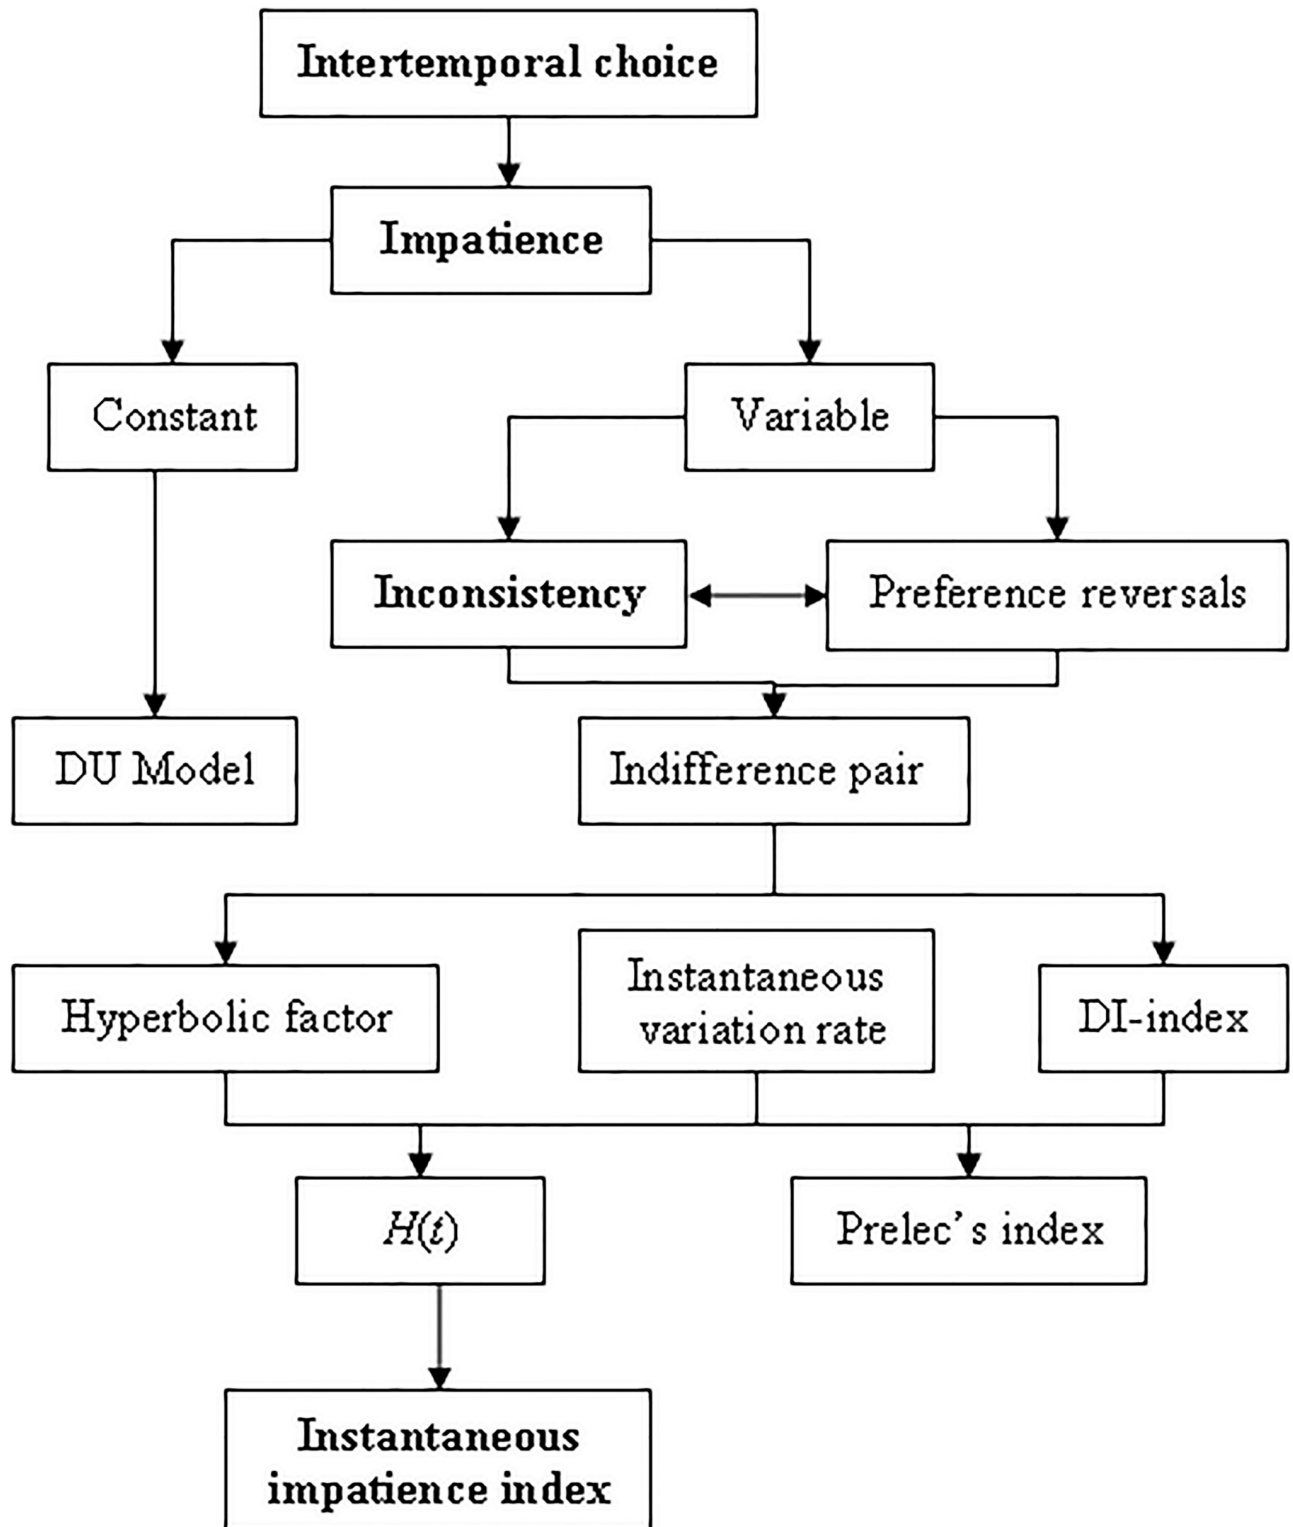 Intertemporal choice
Impatience
Constant
Variable
Inconsistency
Preference reversals
DU Model
Indifference pair
Hyperbolic factor
Instantaneous
variation rate
DI-index
H(t)
Prelec’s index
Instantaneous
impatience index